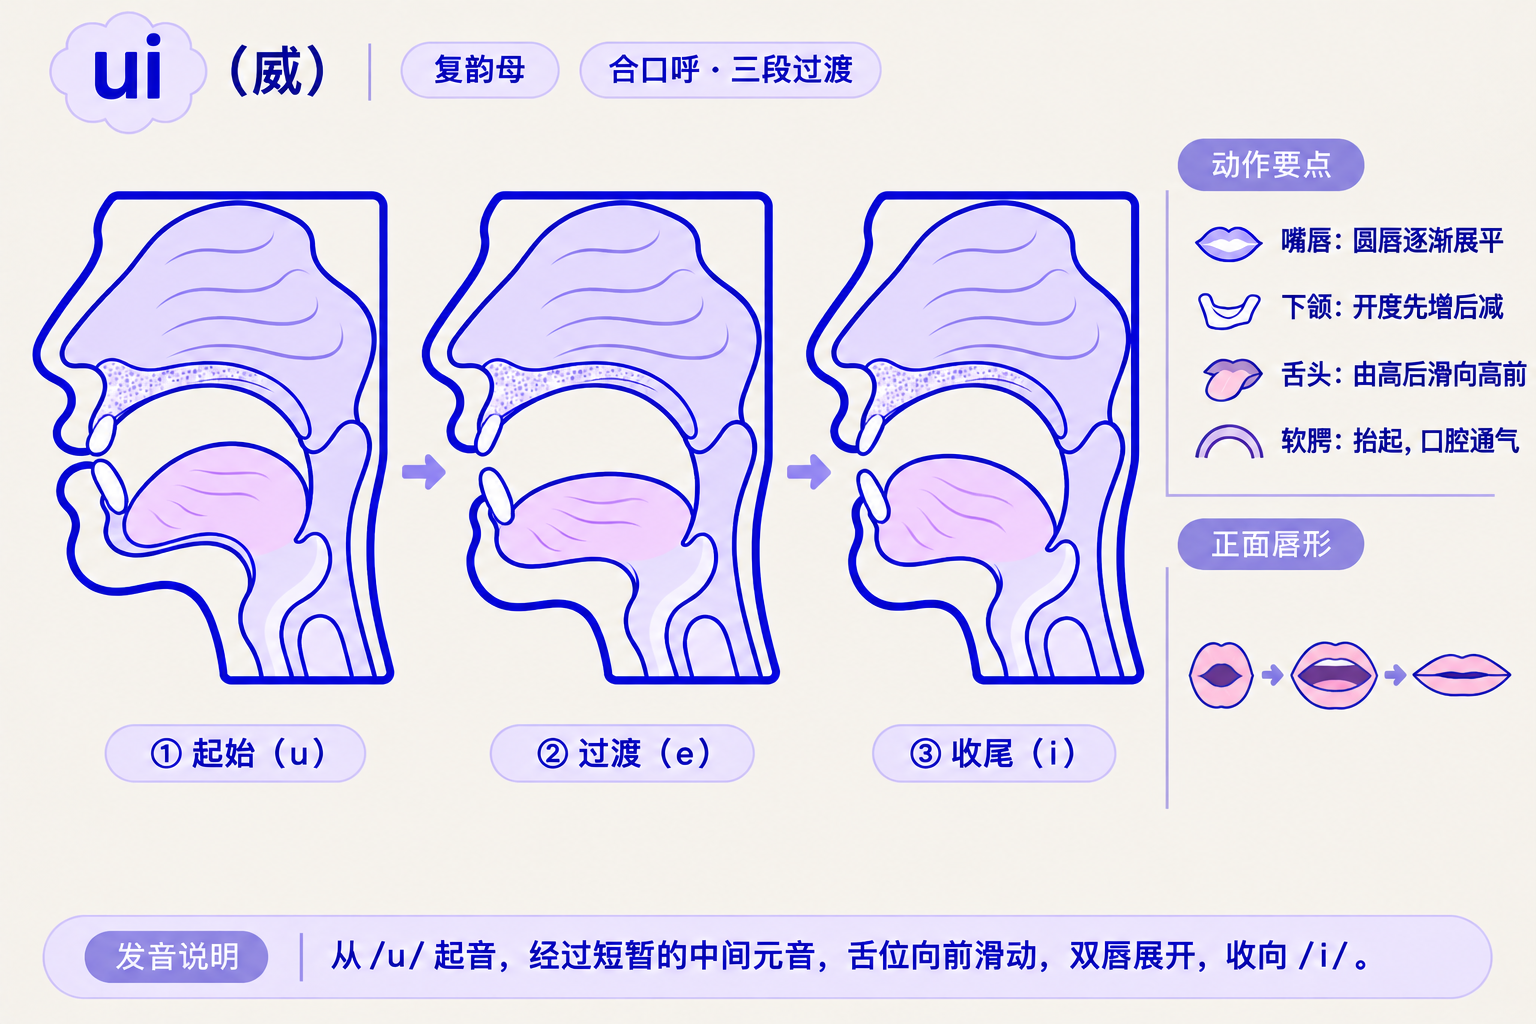 ui（威）
复韵母
合口呼·三段过渡
动作要点
嘴唇：圆唇逐渐展平
下颌：开度先增后减
舌头：由高后滑向高前
软腭：抬起，口腔通气
正面唇形
① 起始（u）
② 过渡（e）
③ 收尾（i）
发音说明
从 /u/ 起音，经过短暂的中间元音，舌位向前滑动，双唇展开，收向 /i/。